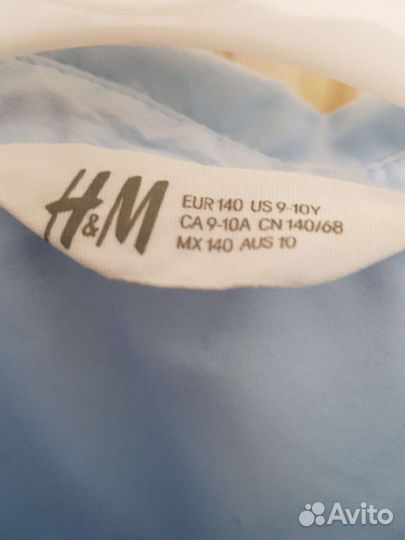 H&M
EUR 140 US 9-10Y
CA 9-10A CN 140/68
MX 140 AUS 10
Avito